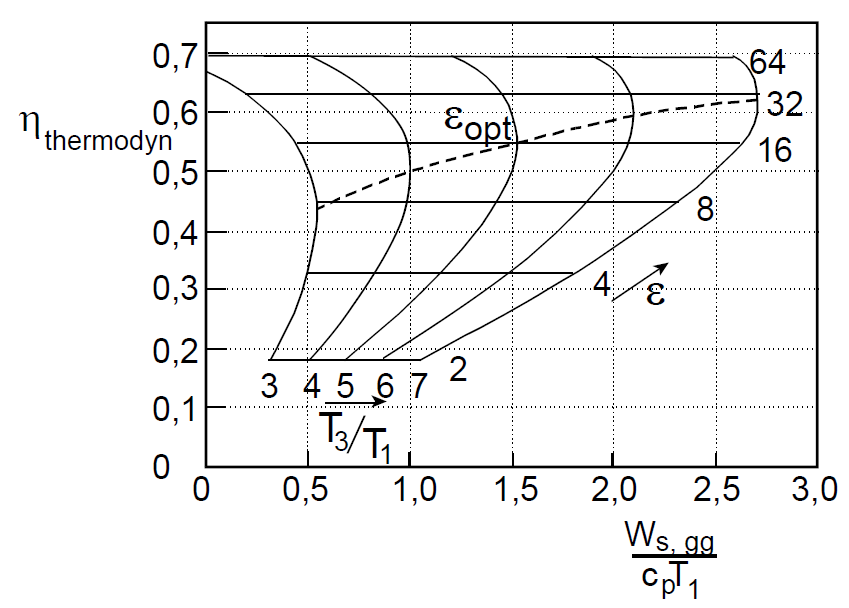 0,7
0,6
0,5
0,4
0,3
0,2
0,1
0
η thermodyn
ε opt
64
32
16
8
4
2
ε
3 4 5 6 7
T3/T1
0 0,5 1,0 1,5 2,0 2,5 3,0
Ws, gg
cpT1